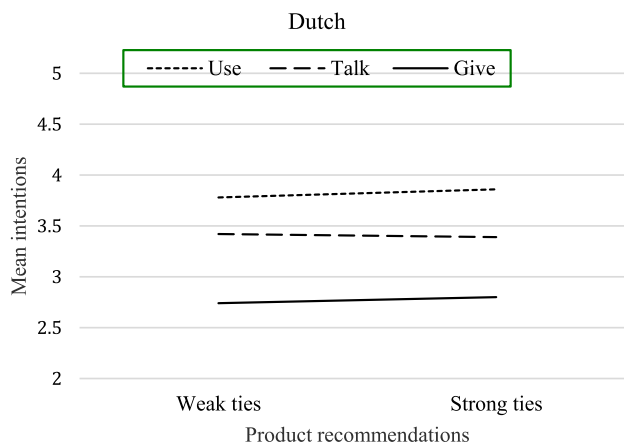 Dutch
Use Talk Give
5
4.5
4
3.5
3
2.5
2
Mean intentions
Weak ties Strong ties
Product recommendations